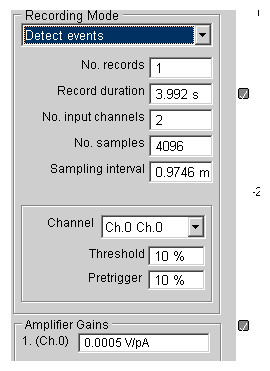 Recording Mode
Detect events
No. records 1
Record duration 3.992 s
No. input channels 2
No. samples 4096
Sampling interval 0.9746 m
Channel Ch.0 Ch.0
Threshold 10 %
Pretrigger 10 %
Amplifier Gains
1. (Ch.0) 0.0005 V/pA
-2